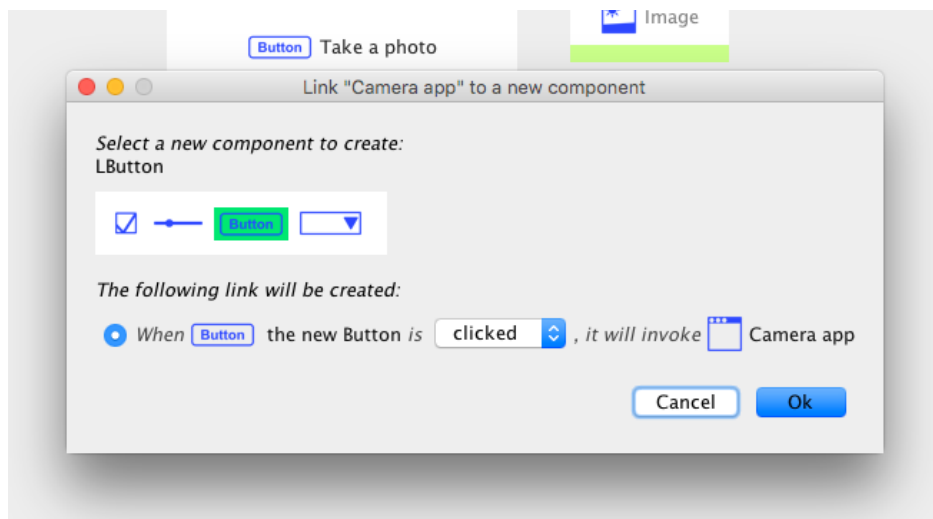 Image
Button Take a photo
Link "Camera app" to a new component
Select a new component to create:
LButton
Button
The following link will be created:
When Button the new Button is clicked , it will invoke Camera app
Cancel Ok